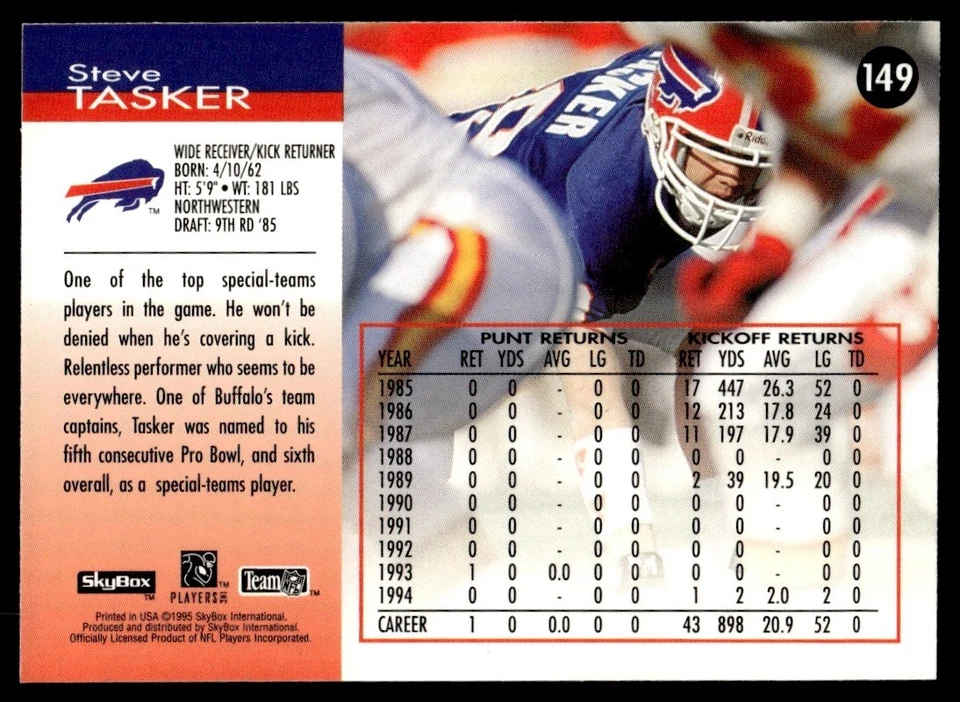 Steve
TASKER
149
WIDE RECEIVER/KICK RETURNER
BORN: 4/10/62
HT: 5'9" • WT: 181 LBS
NORTHWESTERN
DRAFT: 9TH RD '85
One of the top special-teams
players in the game. He won't be
denied when he's covering a kick.
Relentless performer who seems to be
everywhere. One of Buffalo's team
captains, Tasker was named to his
fifth consecutive Pro Bowl, and sixth
overall, as a special-teams player.
SkyBox TM
PLAYERS INC TM
Team NFL TM
Printed in USA ©1995 SkyBox International.
Produced and distributed by SkyBox International.
Officially Licensed Product of NFL Players Incorporated.
TASKER
Riddell
PUNT RETURNS KICKOFF RETURNS
YEAR RET YDS AVG LG TD RET YDS AVG LG TD
1985 0 0 - 0 0 17 447 26.3 52 0
1986 0 0 - 0 0 12 213 17.8 24 0
1987 0 0 - 0 0 11 197 17.9 39 0
1988 0 0 - 0 0 0 0 - 0 0
1989 0 0 - 0 0 2 39 19.5 20 0
1990 0 0 - 0 0 0 0 - 0 0
1991 0 0 - 0 0 0 0 - 0 0
1992 0 0 - 0 0 0 0 - 0 0
1993 1 0 0.0 0 0 0 0 - 0 0
1994 0 0 - 0 0 1 2 2.0 2 0
CAREER 1 0 0.0 0 0 43 898 20.9 52 0